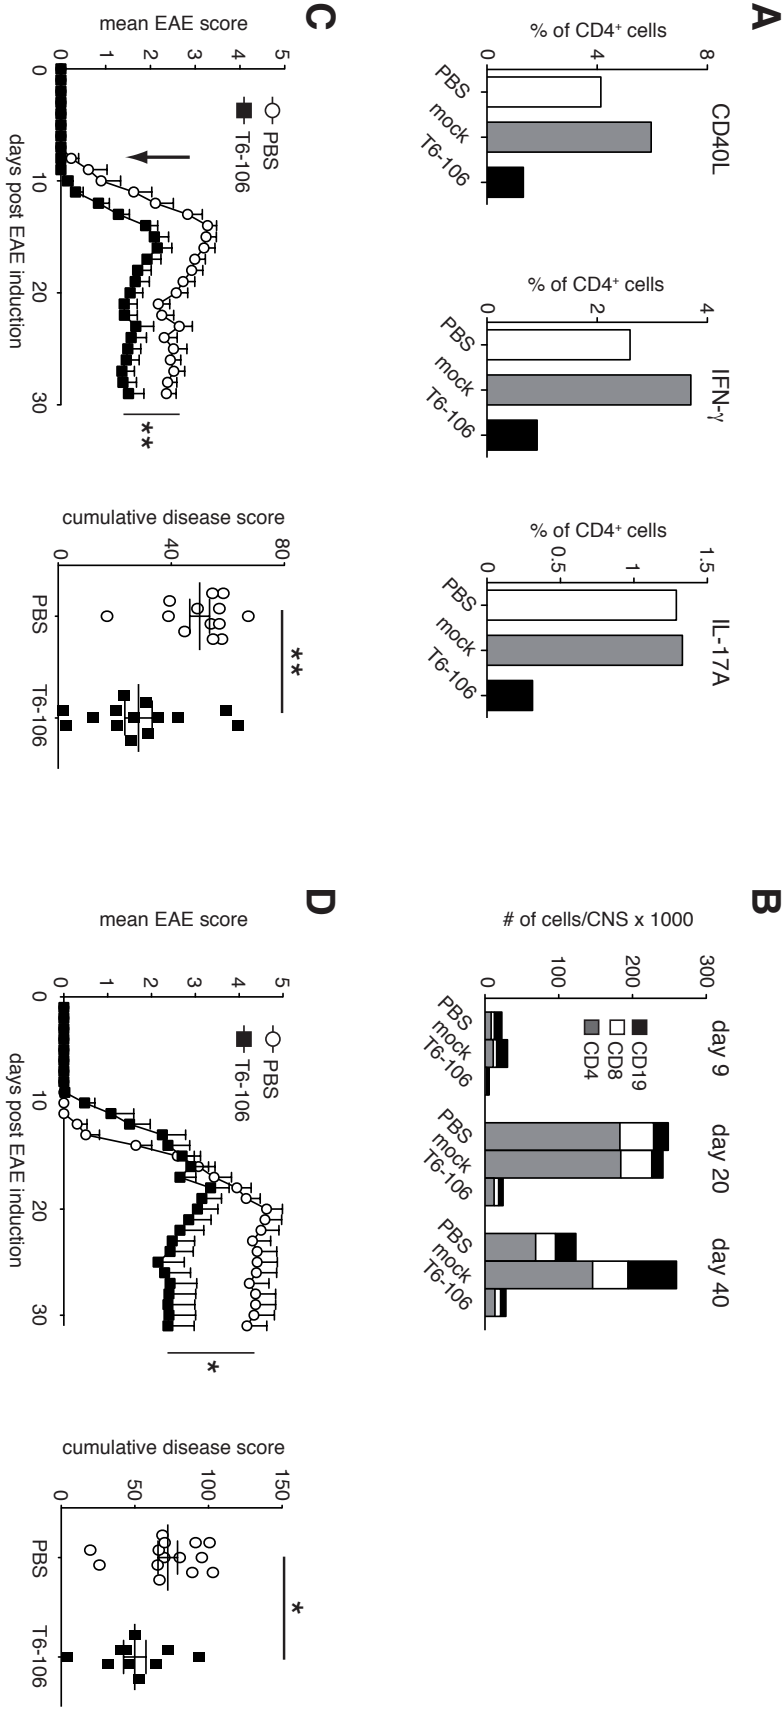 A
CD40L
% of CD4+ cells
8
4
0
PBS
mock
T6-106
IFN-γ
% of CD4+ cells
4
2
0
PBS
mock
T6-106
IL-17A
% of CD4+ cells
1.5
1
0.5
0
PBS
mock
T6-106
B
# of cells/CNS x 1000
300
200
100
0
day 9
day 20
day 40
CD19
CD8
CD4
PBS
mock
T6-106
PBS
mock
T6-106
PBS
mock
T6-106
C
mean EAE score
5
4
3
2
1
0
PBS
T6-106
0
10
20
30
days post EAE induction
**
cumulative disease score
80
40
0
**
PBS
T6-106
D
mean EAE score
5
4
3
2
1
0
PBS
T6-106
0
10
20
30
days post EAE induction
*
cumulative disease score
150
100
50
0
*
PBS
T6-106